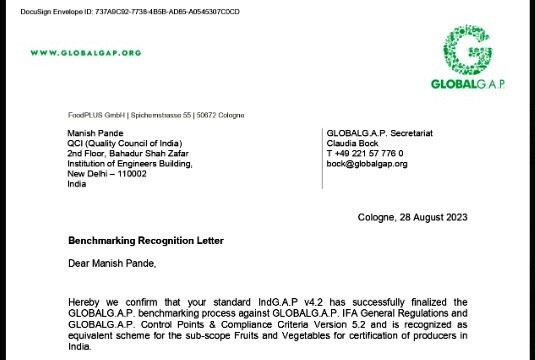 DocuSign Envelope ID: 737A9C92-7738-4B5B-AD85-A0545307C0CD
WWW.GLOBALGAP.ORG
GLOBALG.A.P.
FoodPLUS GmbH | Spichernstrasse 55 | 50672 Cologne
Manish Pande
QCI (Quality Council of India)
2nd Floor, Bahadur Shah Zafar
Institution of Engineers Building,
New Delhi – 110002
India
GLOBALG.A.P. Secretariat
Claudia Bock
T +49 221 57 776 0
bock@globalgap.org
Cologne, 28 August 2023
Benchmarking Recognition Letter
Dear Manish Pande,
Hereby we confirm that your standard IndG.A.P v4.2 has successfully finalized the
GLOBALG.A.P. benchmarking process against GLOBALG.A.P. IFA General Regulations and
GLOBALG.A.P. Control Points & Compliance Criteria Version 5.2 and is recognized as
equivalent scheme for the sub-scope Fruits and Vegetables for certification of producers in
India.